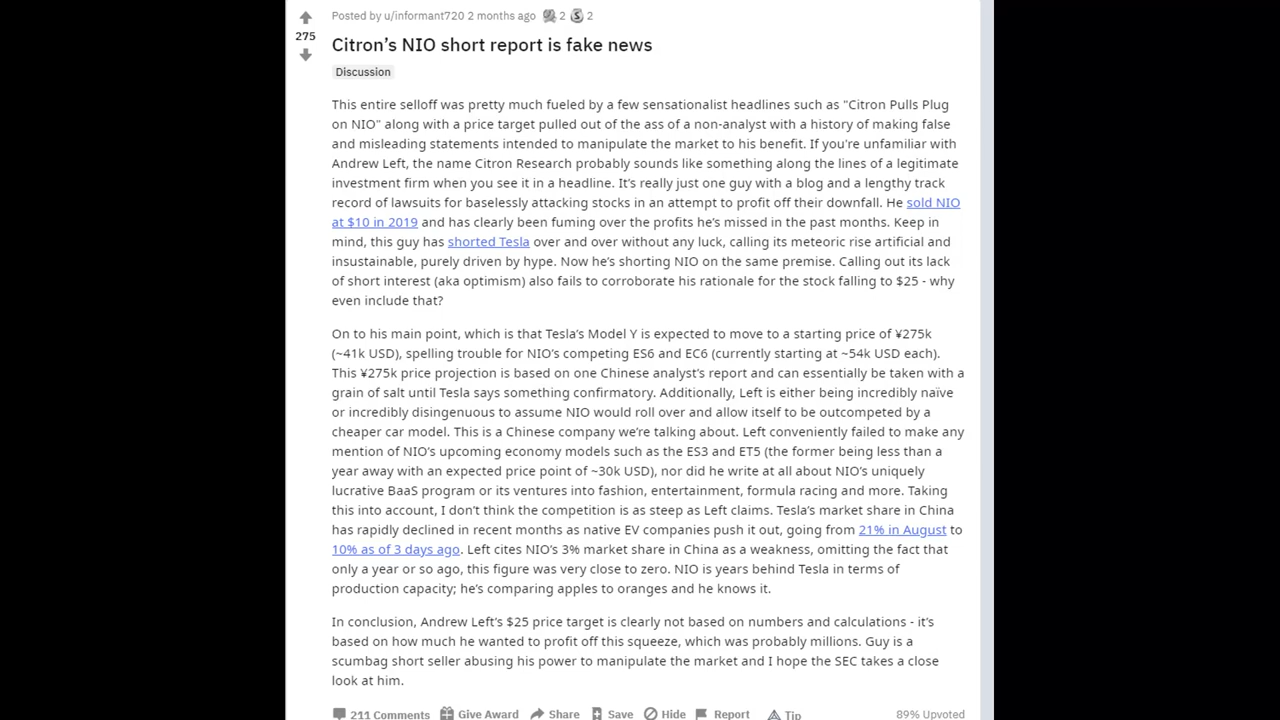 Posted by u/informant720 2 months ago 2 2
275
Citron's NIO short report is fake news
Discussion
This entire selloff was pretty much fueled by a few sensationalist headlines such as "Citron Pulls Plug
on NIO" along with a price target pulled out of the ass of a non-analyst with a history of making false
and misleading statements intended to manipulate the market to his benefit. If you're unfamiliar with
Andrew Left, the name Citron Research probably sounds like something along the lines of a legitimate
investment firm when you see it in a headline. It's really just one guy with a blog and a lengthy track
record of lawsuits for baselessly attacking stocks in an attempt to profit off their downfall. He sold NIO
at $10 in 2019 and has clearly been fuming over the profits he's missed in the past months. Keep in
mind, this guy has shorted Tesla over and over without any luck, calling its meteoric rise artificial and
insustainable, purely driven by hype. Now he's shorting NIO on the same premise. Calling out its lack
of short interest (aka optimism) also fails to corroborate his rationale for the stock falling to $25 - why
even include that?
On to his main point, which is that Tesla's Model Y is expected to move to a starting price of ¥275k
(~41k USD), spelling trouble for NIO's competing ES6 and EC6 (currently starting at ~54k USD each).
This ¥275k price projection is based on one Chinese analyst's report and can essentially be taken with a
grain of salt until Tesla says something confirmatory. Additionally, Left is either being incredibly naïve
or incredibly disingenuous to assume NIO would roll over and allow itself to be outcompeted by a
cheaper car model. This is a Chinese company we're talking about. Left conveniently failed to make any
mention of NIO's upcoming economy models such as the ES3 and ET5 (the former being less than a
year away with an expected price point of ~30k USD), nor did he write at all about NIO's uniquely
lucrative BaaS program or its ventures into fashion, entertainment, formula racing and more. Taking
this into account, I don't think the competition is as steep as Left claims. Tesla's market share in China
has rapidly declined in recent months as native EV companies push it out, going from 21% in August to
10% as of 3 days ago. Left cites NIO's 3% market share in China as a weakness, omitting the fact that
only a year or so ago, this figure was very close to zero. NIO is years behind Tesla in terms of
production capacity; he's comparing apples to oranges and he knows it.
In conclusion, Andrew Left's $25 price target is clearly not based on numbers and calculations - it's
based on how much he wanted to profit off this squeeze, which was probably millions. Guy is a
scumbag short seller abusing his power to manipulate the market and I hope the SEC takes a close
look at him.
211 Comments Give Award Share Save Hide Report Tip 89% Upvoted